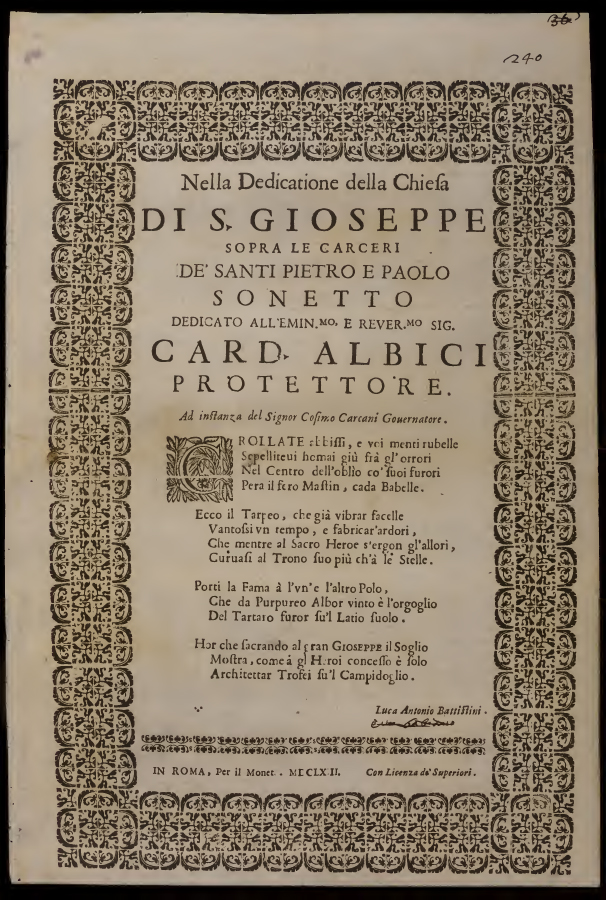 240
Nella Dedicatione della Chieſa
DI S. GIOSEPPE
SOPRA LE CARCERI
DE' SANTI PIETRO E PAOLO
SONETTO
DEDICATO ALL'EMIN.MO. E REVER.MO SIG.
CARD. ALBICI
PROTETTORE.
Ad inſtanza del Signor Coſimo Carcani Gouernatore.
CROLLATE abbiſſi, e voi menti rubelle
Sepelliteui homai giù frà gl'orrori
Nel Centro dell'oblìo co' ſuoi furori
Pera il fero Maſtin, cada Babelle.
Ecco il Tarpeo, che già vibrar facelle
Vantoſsi vn tempo, e fabricar'ardori,
Che mentre al Sacro Heroe s'ergon gl'allori,
Curuaſi al Trono ſuo più ch'à le Stelle.
Porti la Fama à l'vn'e l'altro Polo,
Che da Purpureo Albor vinto è l'orgoglio
Del Tartaro furor ſu'l Latio ſuolo.
Hor che ſacrando al gran GIOSEPPE il Soglio
Moſtra, come à gl Heroi conceſſo è ſolo
Architettar Trofei ſu'l Campidoglio.
Luca Antonio Battiſtini.
IN ROMA, Per il Monet. . MDCLXII. Con Licenza de' Superiori.